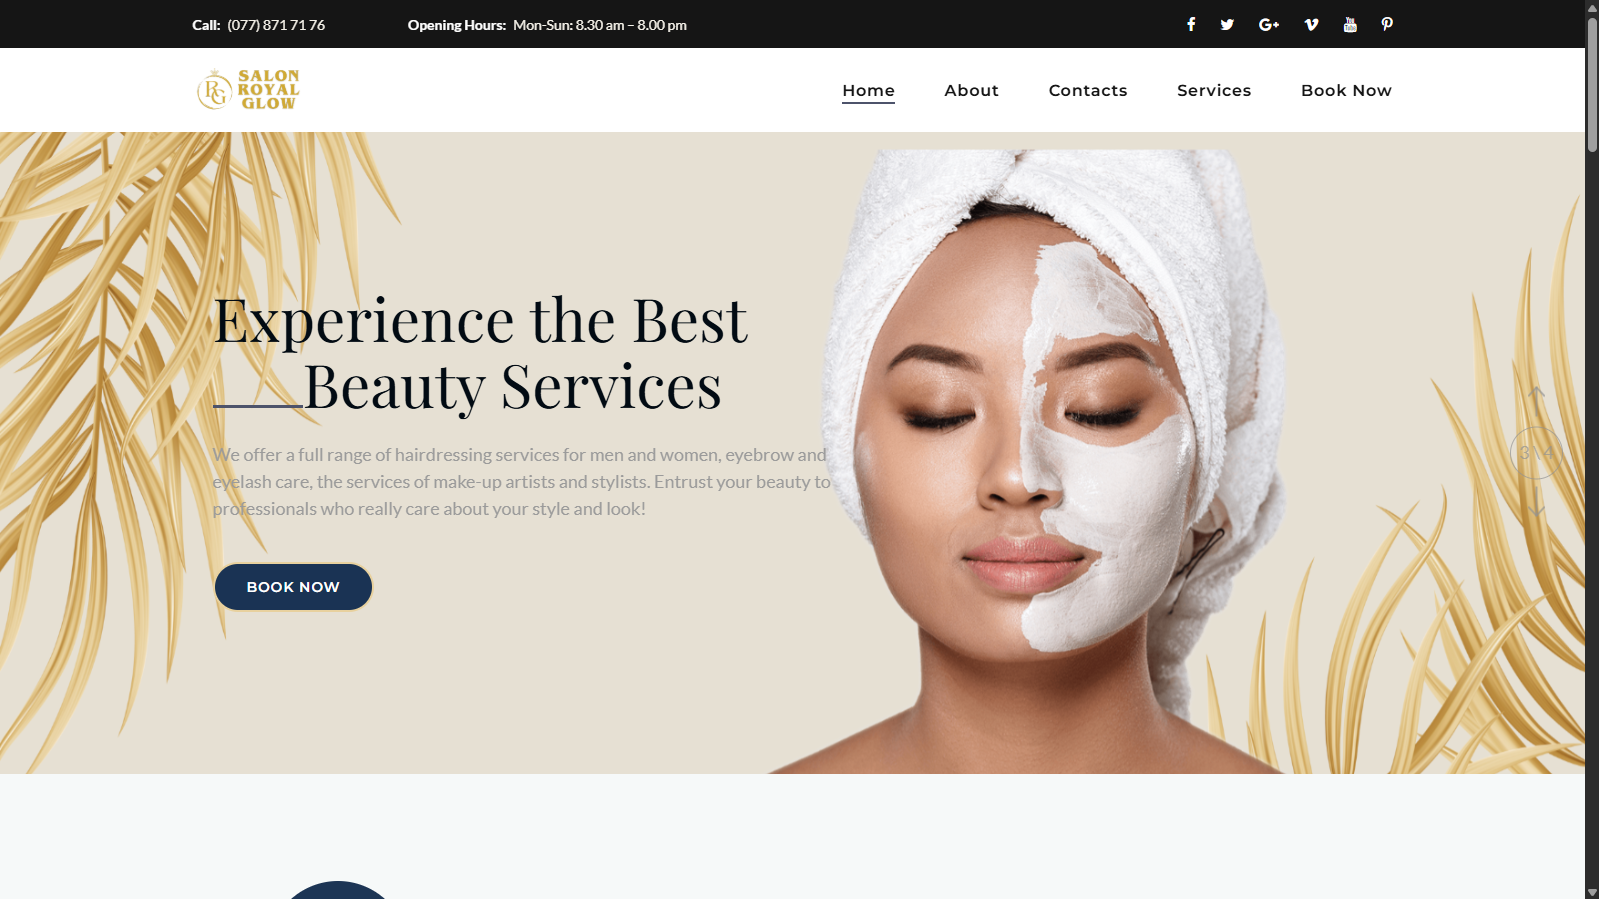 Call: (077) 871 71 76
Opening Hours: Mon-Sun: 8.30 am – 8.00 pm
RG
SALON
ROYAL
GLOW
Home
About
Contacts
Services
Book Now
Experience the Best
Beauty Services
We offer a full range of hairdressing services for men and women, eyebrow and
eyelash care, the services of make-up artists and stylists. Entrust your beauty to
professionals who really care about your style and look!
BOOK NOW
3\4